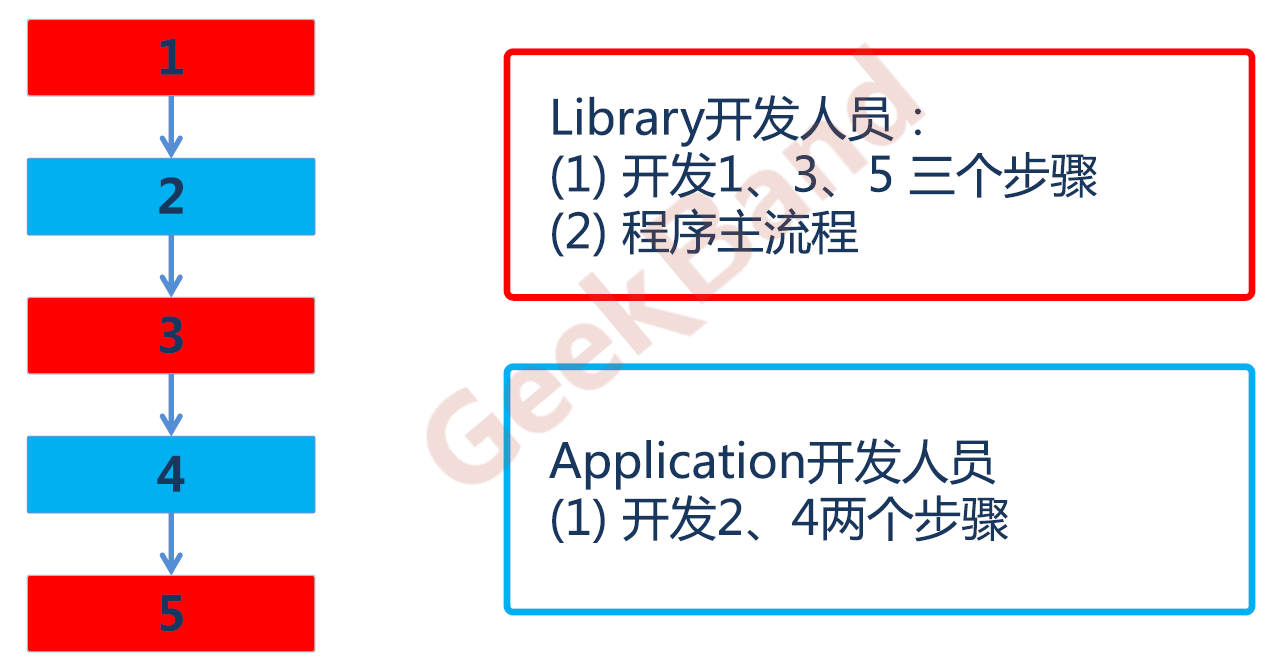 1
2
3
4
5
Library开发人员：
(1) 开发1、3、5 三个步骤
(2) 程序主流程
Application开发人员
(1) 开发2、4两个步骤
GeekBand